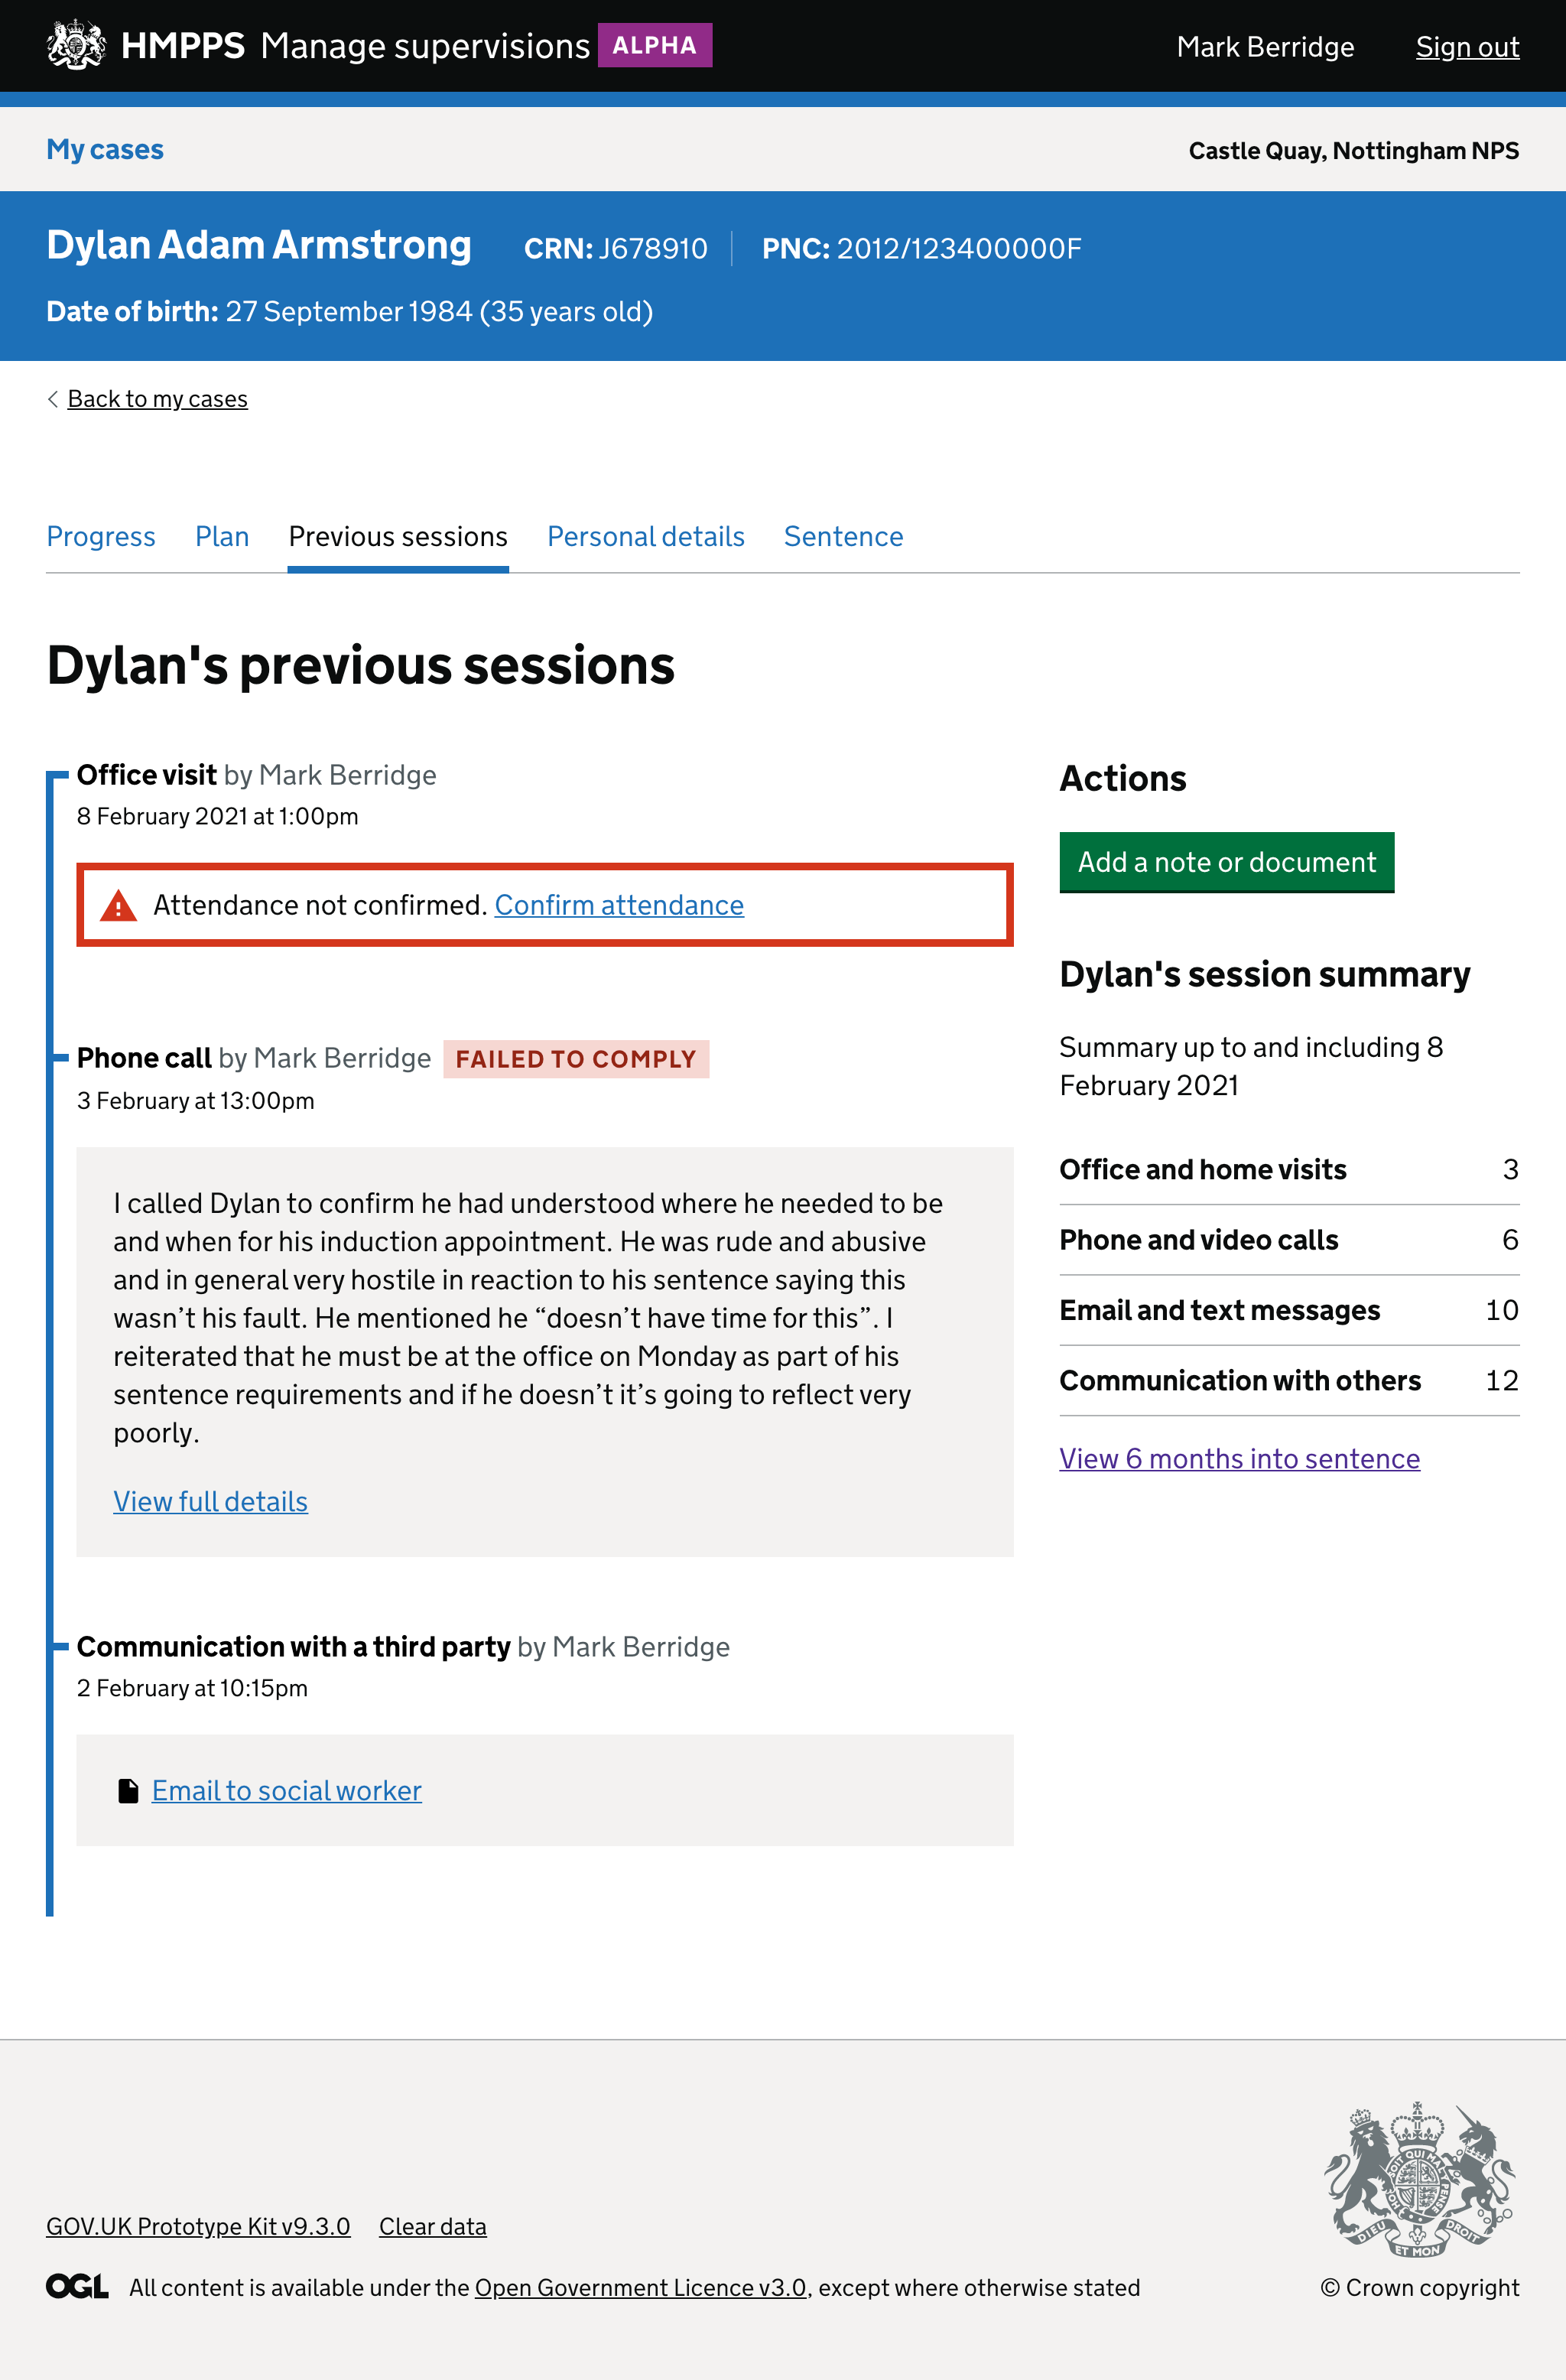 HMPPS Manage supervisions ALPHA
Mark Berridge Sign out
My cases
Castle Quay, Nottingham NPS
Dylan Adam Armstrong CRN: J678910 PNC: 2012/123400000F
Date of birth: 27 September 1984 (35 years old)
Back to my cases
Progress Plan Previous sessions Personal details Sentence
Dylan's previous sessions
Office visit by Mark Berridge
8 February 2021 at 1:00pm
Attendance not confirmed. Confirm attendance
Phone call by Mark Berridge FAILED TO COMPLY
3 February at 13:00pm
I called Dylan to confirm he had understood where he needed to be
and when for his induction appointment. He was rude and abusive
and in general very hostile in reaction to his sentence saying this
wasn’t his fault. He mentioned he “doesn’t have time for this”. I
reiterated that he must be at the office on Monday as part of his
sentence requirements and if he doesn’t it’s going to reflect very
poorly.
View full details
Communication with a third party by Mark Berridge
2 February at 10:15pm
Email to social worker
Actions
Add a note or document
Dylan's session summary
Summary up to and including 8
February 2021
Office and home visits 3
Phone and video calls 6
Email and text messages 10
Communication with others 12
View 6 months into sentence
GOV.UK Prototype Kit v9.3.0 Clear data
OGL All content is available under the Open Government Licence v3.0, except where otherwise stated
DIEU ET MON DROIT
© Crown copyright